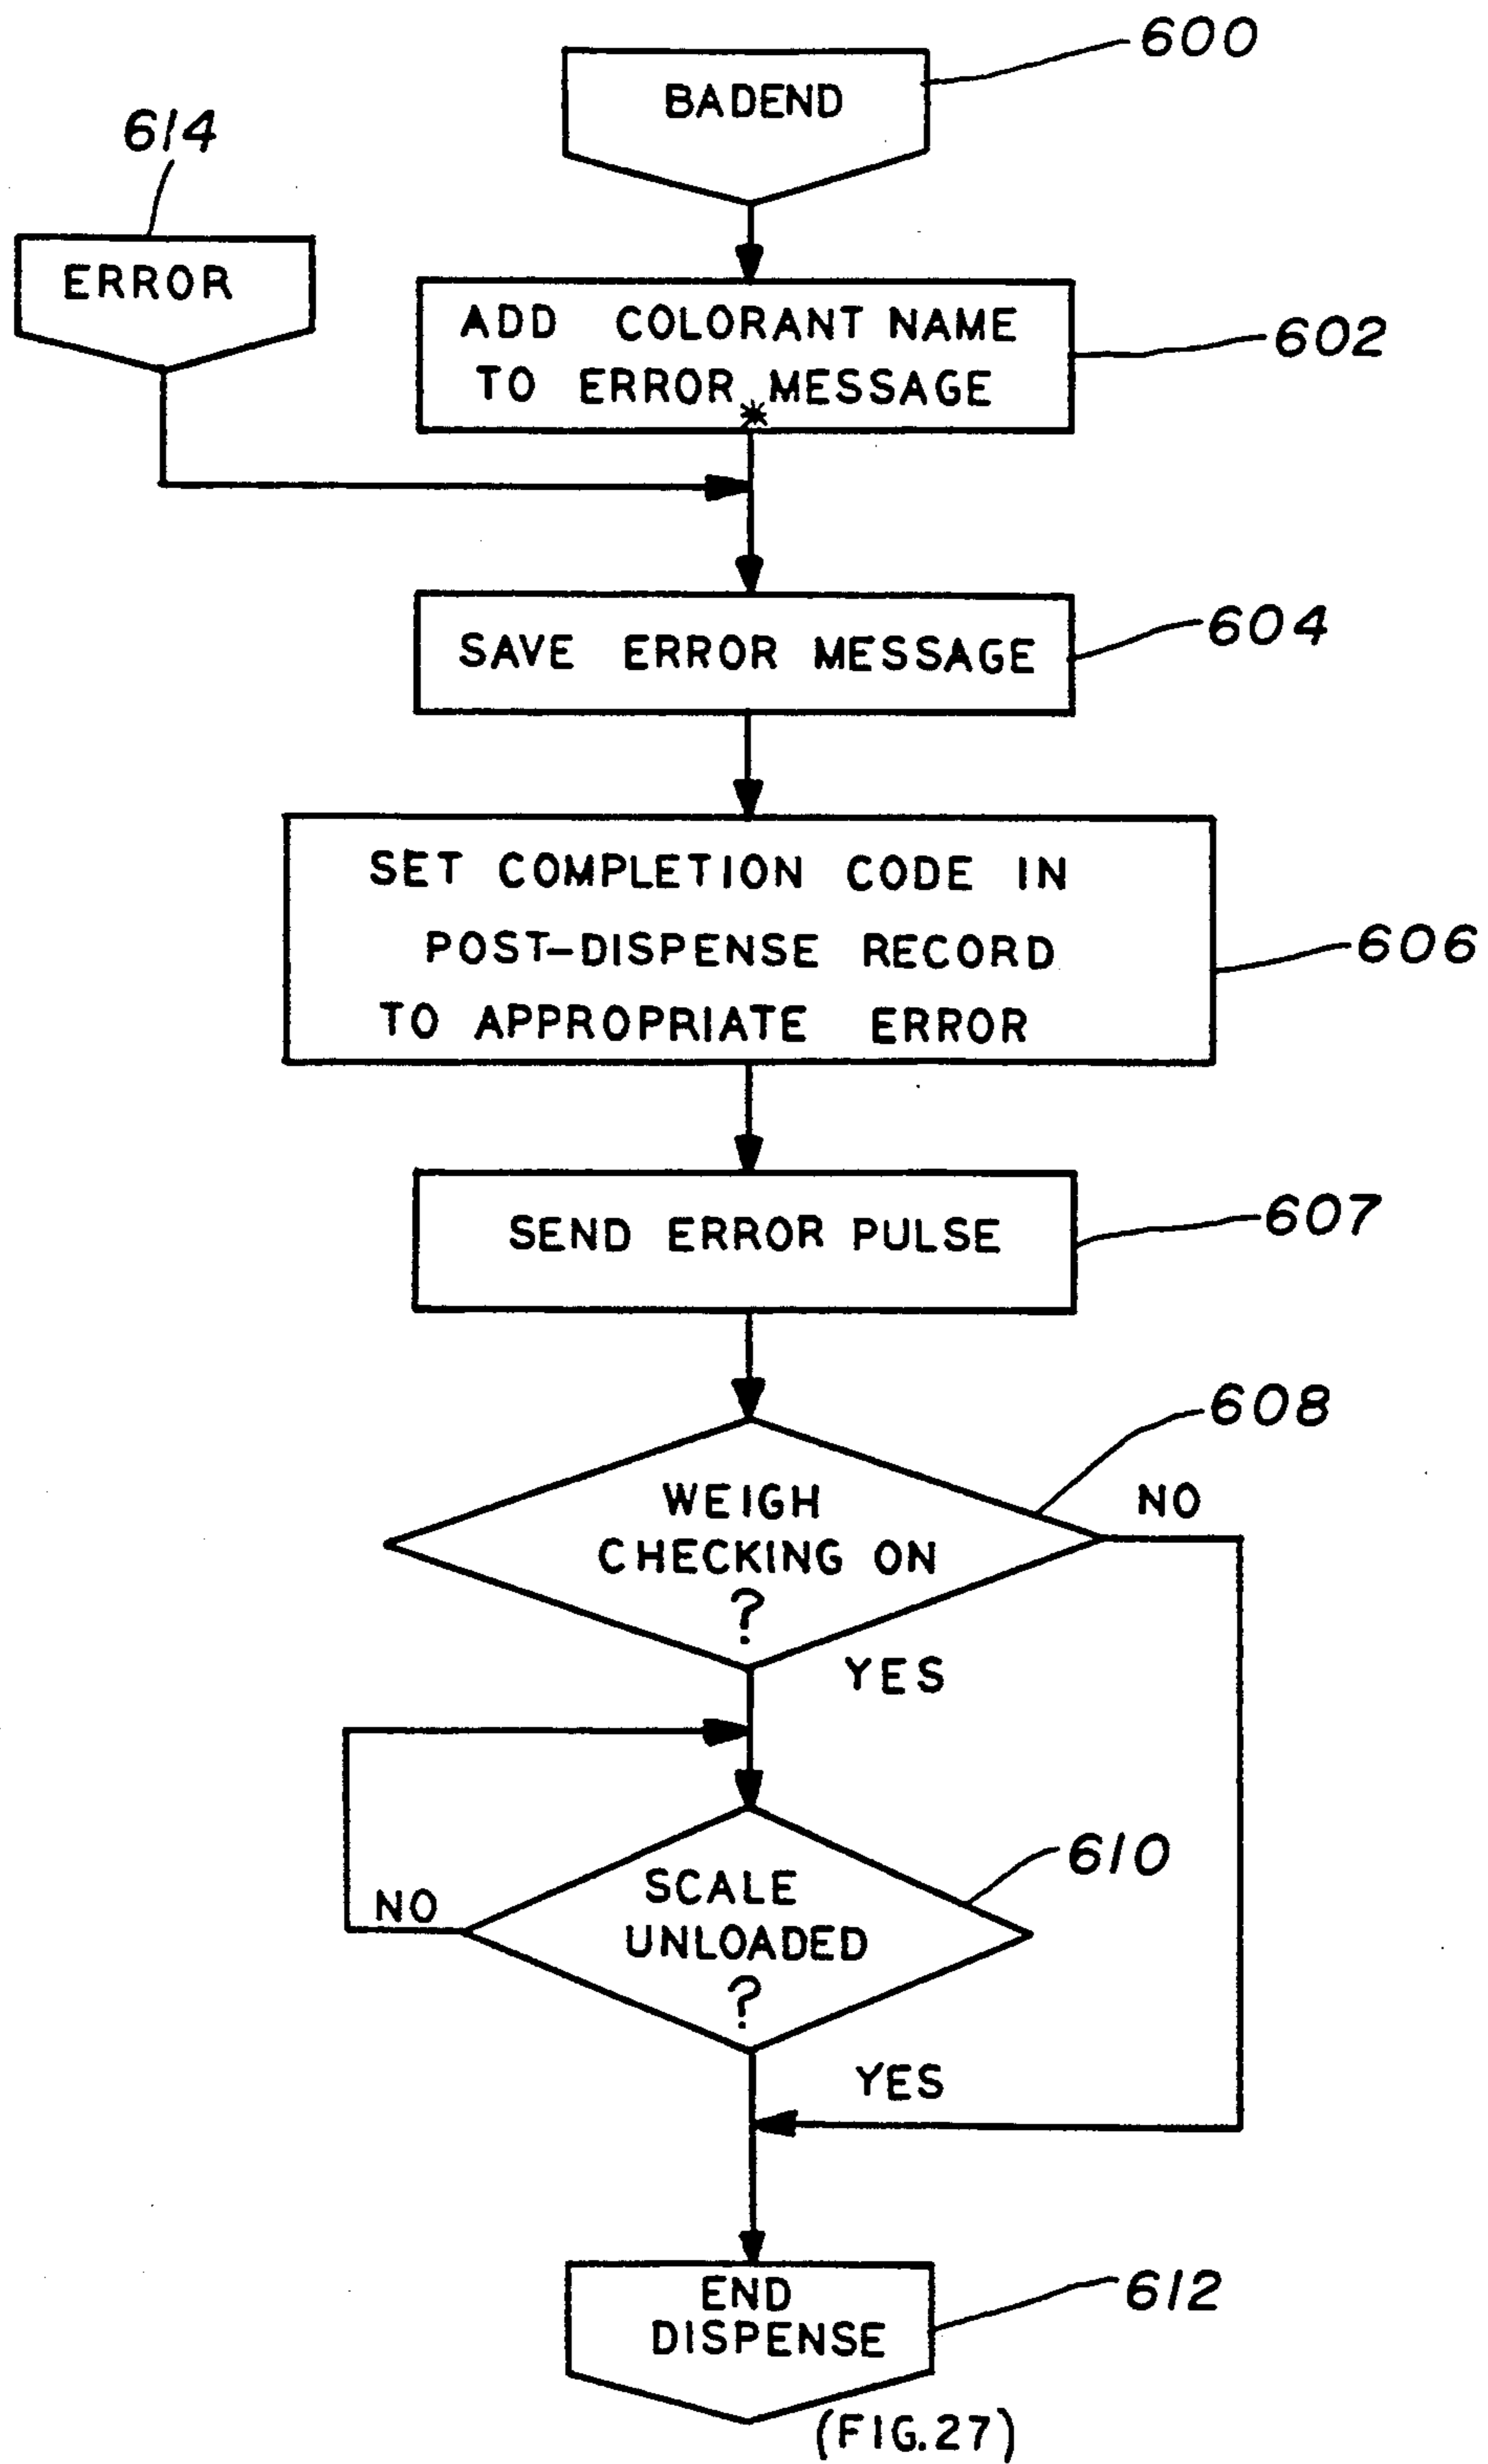 600
BADEND
614
ERROR
ADD COLORANT NAME
TO ERROR MESSAGE
*
602
SAVE ERROR MESSAGE
604
SET COMPLETION CODE IN
POST-DISPENSE RECORD
TO APPROPRIATE ERROR
606
SEND ERROR PULSE
607
608
WEIGH
CHECKING ON
?
NO
YES
610
SCALE
UNLOADED
?
NO
YES
END
DISPENSE
612
(FIG.27)